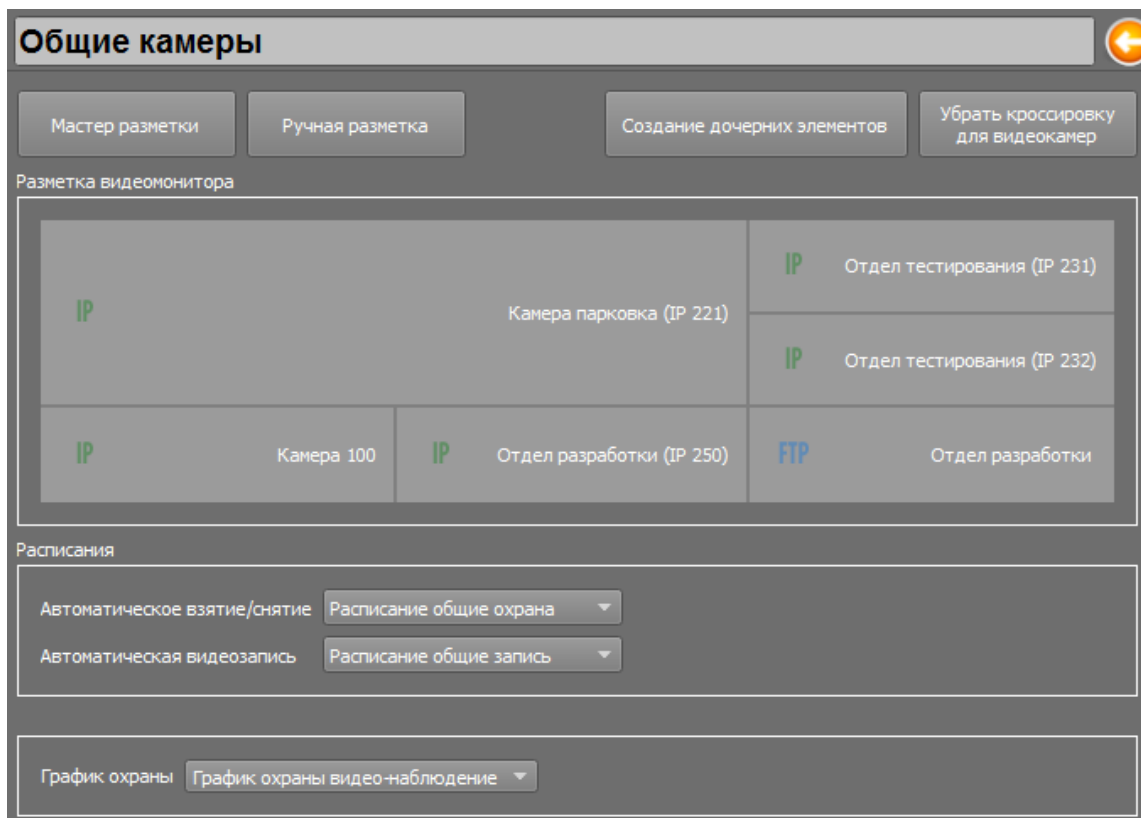 Общие камеры
Мастер разметки
Ручная разметка
Создание дочерних элементов
Убрать кроссировку
для видеокамер
Разметка видеомонитора
IP Камера парковка (IP 221)
IP Отдел тестирования (IP 231)
IP Отдел тестирования (IP 232)
IP Камера 100
IP Отдел разработки (IP 250)
FTP Отдел разработки
Расписания
Автоматическое взятие/снятие Расписание общие охрана
Автоматическая видеозапись Расписание общие запись
График охраны График охраны видео-наблюдение